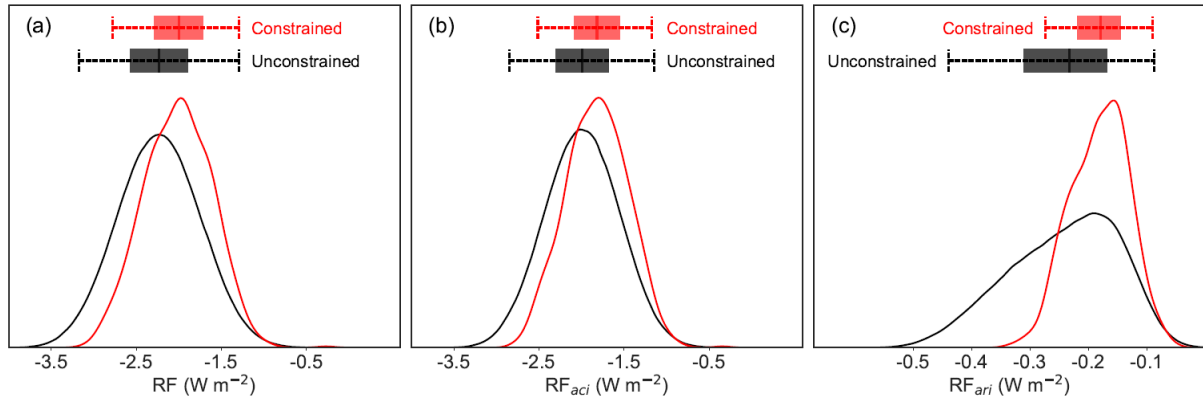 (a)
Constrained
Unconstrained
-3.5 -2.5 -1.5 -0.5
RF (W m⁻²)
(b)
Constrained
Unconstrained
-3.5 -2.5 -1.5 -0.5
RFaci (W m⁻²)
Constrained
(c)
Unconstrained
-0.5 -0.4 -0.3 -0.2 -0.1
RFari (W m⁻²)